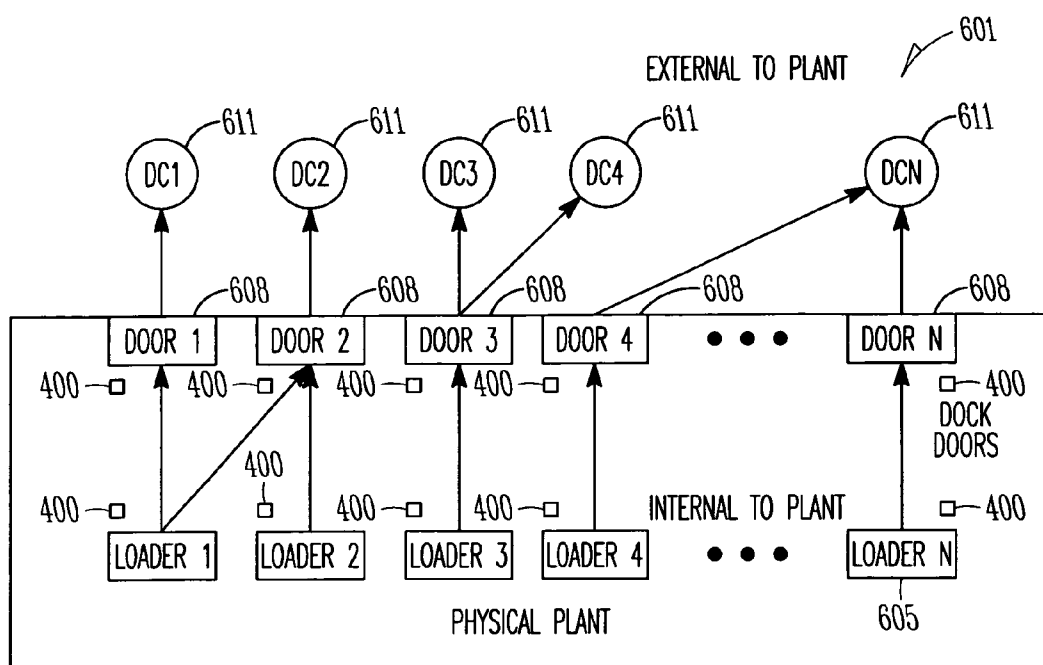 601
EXTERNAL TO PLANT
611 611 611 611 611
DC1 DC2 DC3 DC4 DCN
608 608 608 608 608
DOOR 1 DOOR 2 DOOR 3 DOOR 4 DOOR N
400 400 400 400 400
DOCK
DOORS
400
400 400 400 INTERNAL TO PLANT 400
LOADER 1 LOADER 2 LOADER 3 LOADER 4 LOADER N
PHYSICAL PLANT
605